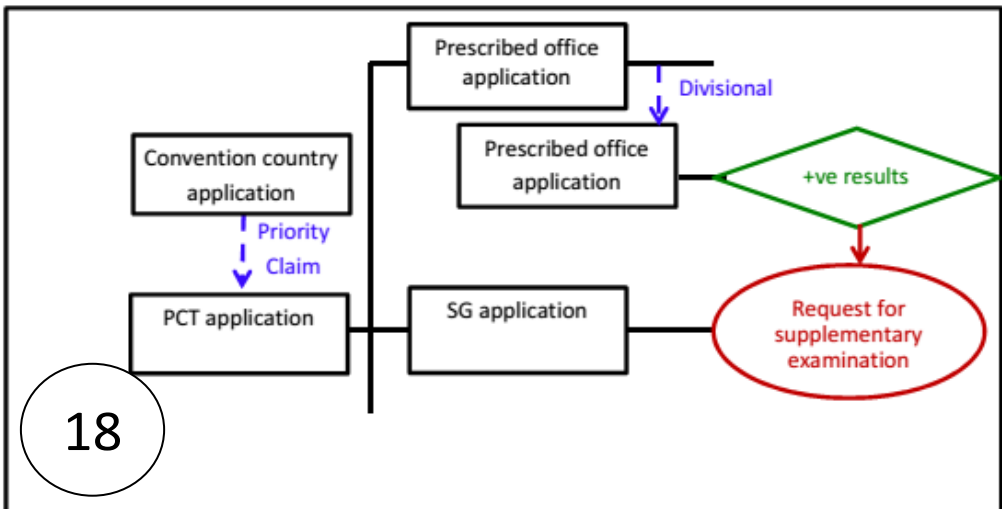 Prescribed office
application
Divisional
Convention country
application
Prescribed office
application
+ve results
Priority
Claim
PCT application
SG application
Request for
supplementary
examination
18